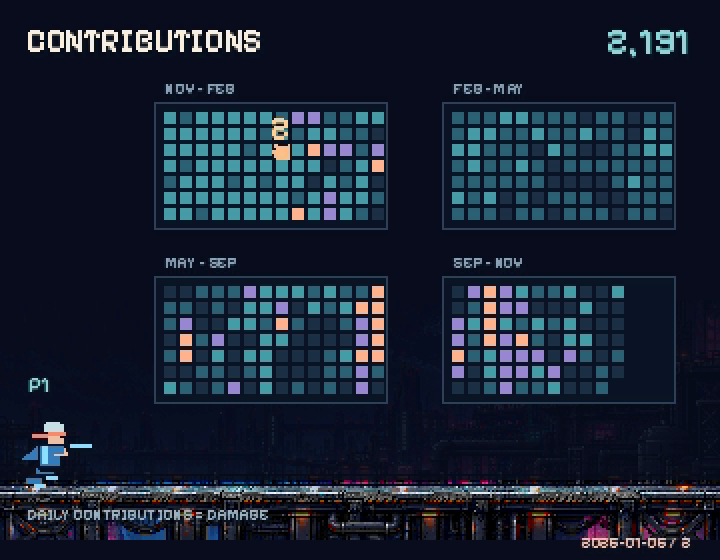 CONTRIBUTIONS
2,191
NOV-FEB
FEB-MAY
8
MAY-SEP
SEP-NOV
P1
DAILY CONTRIBUTIONS = DAMAGE
2026-01-06 / 2